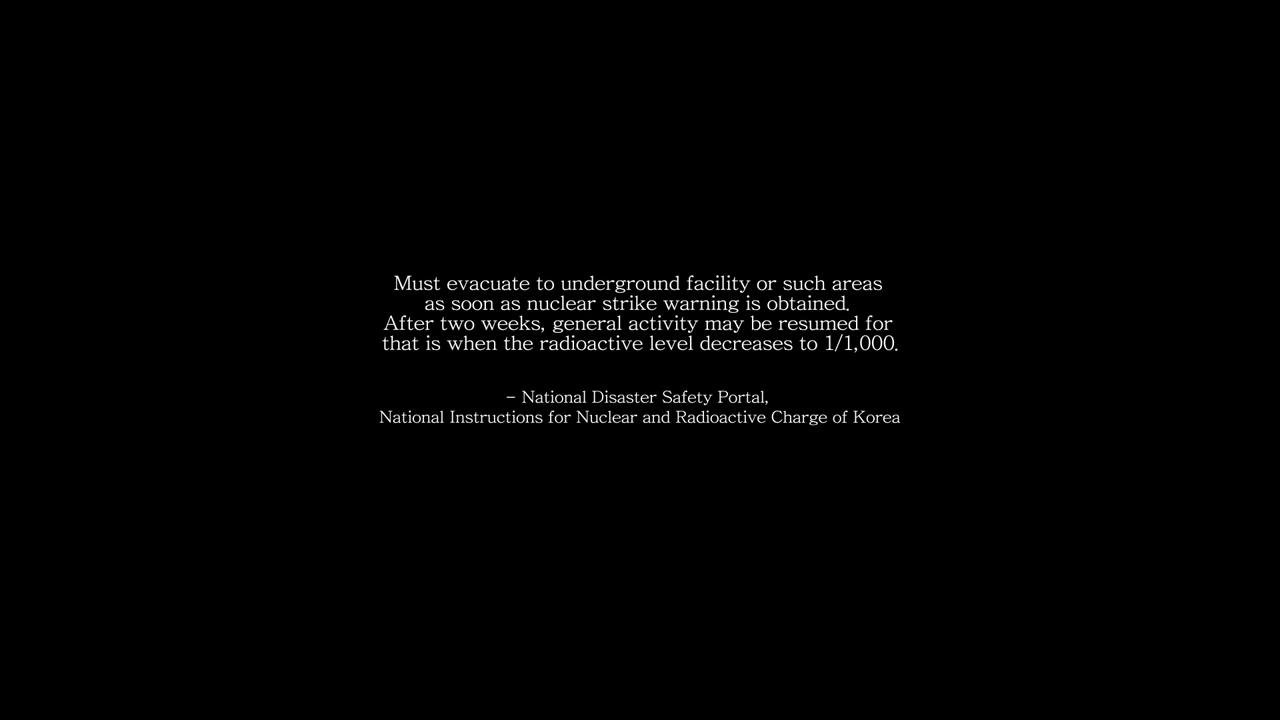 Must evacuate to underground facility or such areas
as soon as nuclear strike warning is obtained.
After two weeks, general activity may be resumed for
that is when the radioactive level decreases to 1/1,000.
– National Disaster Safety Portal,
National Instructions for Nuclear and Radioactive Charge of Korea